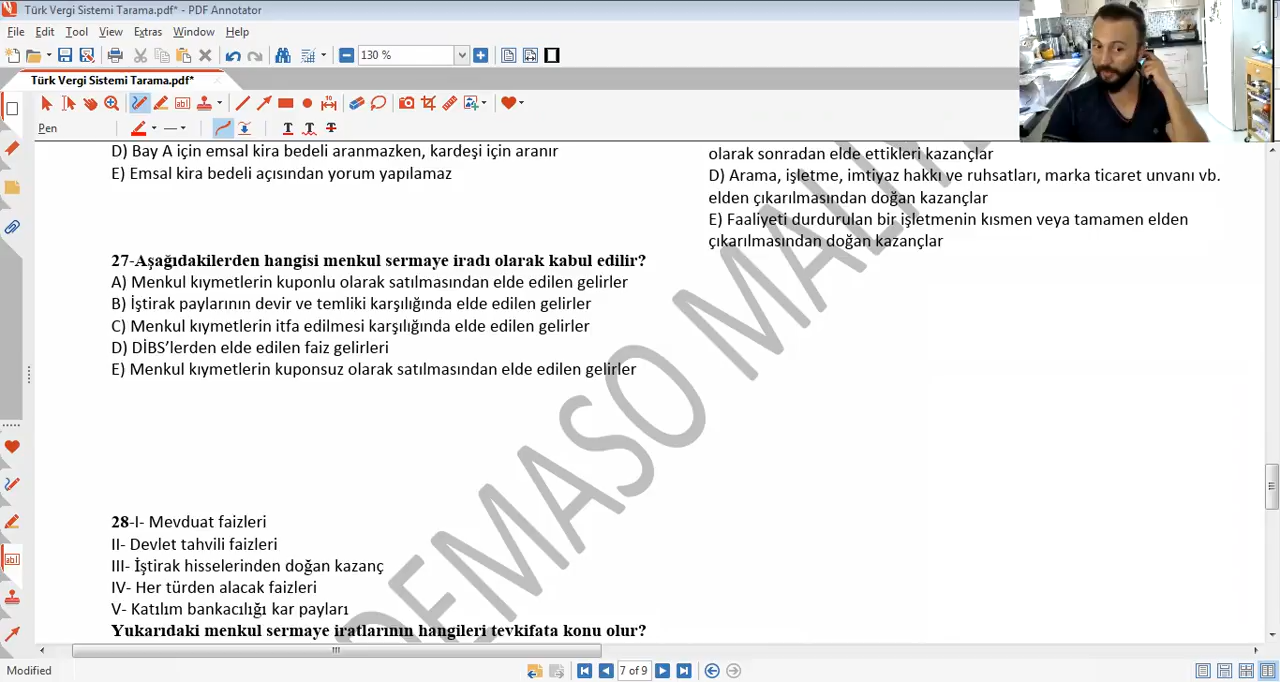 Türk Vergi Sistemi Tarama.pdf* - PDF Annotator
File Edit Tool View Extras Window Help
130 %
Türk Vergi Sistemi Tarama.pdf*
Pen
D) Bay A için emsal kira bedeli aranmazken, kardeşi için aranır
E) Emsal kira bedeli açısından yorum yapılamaz
27-Aşağıdakilerden hangisi menkul sermaye iradı olarak kabul edilir?
A) Menkul kıymetlerin kuponlu olarak satılmasından elde edilen gelirler
B) İştirak paylarının devir ve temliki karşılığında elde edilen gelirler
C) Menkul kıymetlerin itfa edilmesi karşılığında elde edilen gelirler
D) DİBS'lerden elde edilen faiz gelirleri
E) Menkul kıymetlerin kuponsuz olarak satılmasından elde edilen gelirler
28-I- Mevduat faizleri
II- Devlet tahvili faizleri
III- İştirak hisselerinden doğan kazanç
IV- Her türden alacak faizleri
V- Katılım bankacılığı kar payları
Yukarıdaki menkul sermaye iratlarının hangileri tevkifata konu olur?
olarak sonradan elde ettikleri kazançlar
D) Arama, işletme, imtiyaz hakkı ve ruhsatları, marka ticaret unvanı vb.
elden çıkarılmasından doğan kazançlar
E) Faaliyeti durdurulan bir işletmenin kısmen veya tamamen elden
çıkarılmasından doğan kazançlar
DEMASO MALİYE
Modified
7 of 9